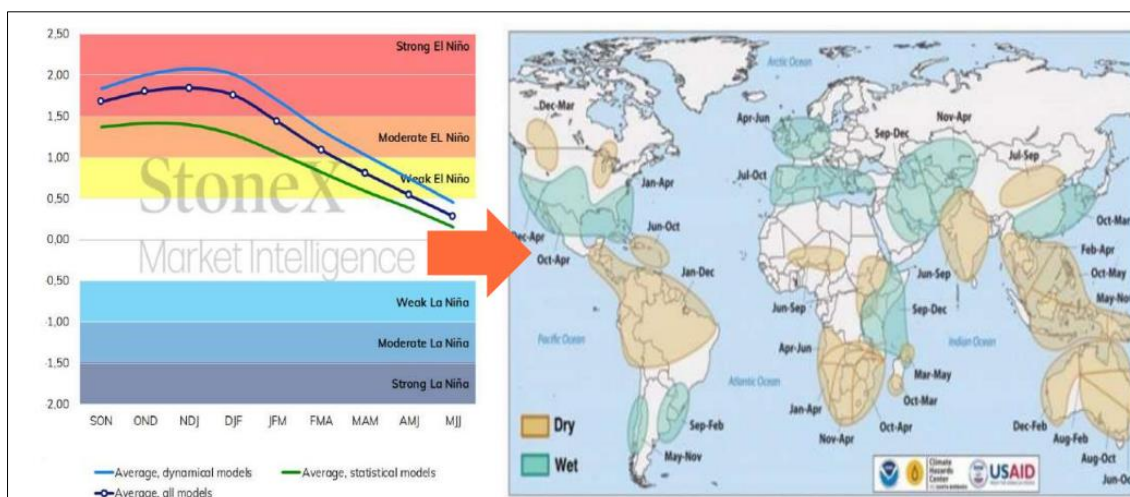 2,50
2,00
1,50
1,00
0,50
0,00
0,50
1,00
1,50
2,00
Strong El Niño
Moderate EL Niño
Weak El Niño
StoneX
Market Intelligence
Weak La Niña
Moderate La Niña
Strong La Niña
SON OND NDJ DJF JFM FMA MAM AMJ MJJ
Average, dynamical models
Average, statistical models
Average, all models
Arctic Ocean
Dec-Mar
Apr-Jun
Nov-Apr
Sep-Dec
Jul-Sep
Jan-Apr
Jul-Oct
Jun-Oct
Oct-Mar
Dec-Apr
Oct-Apr
Feb-Apr
Jan-Dec
Oct-May
Jun-Sep
Jun-Sep
May-Nov
Sep-Dec
Pacific Ocean
Indian Ocean
Apr-Jun
Mar-May
Atlantic Ocean
Oct-Mar
Jan-Apr
Dec-Feb
Dry
Sep-Feb
Oct-Apr
Aug-Feb
Nov-Apr
Wet
May-Nov
Aug-Oct
Climate
Hazards
Center
USAID
Jun-Oc